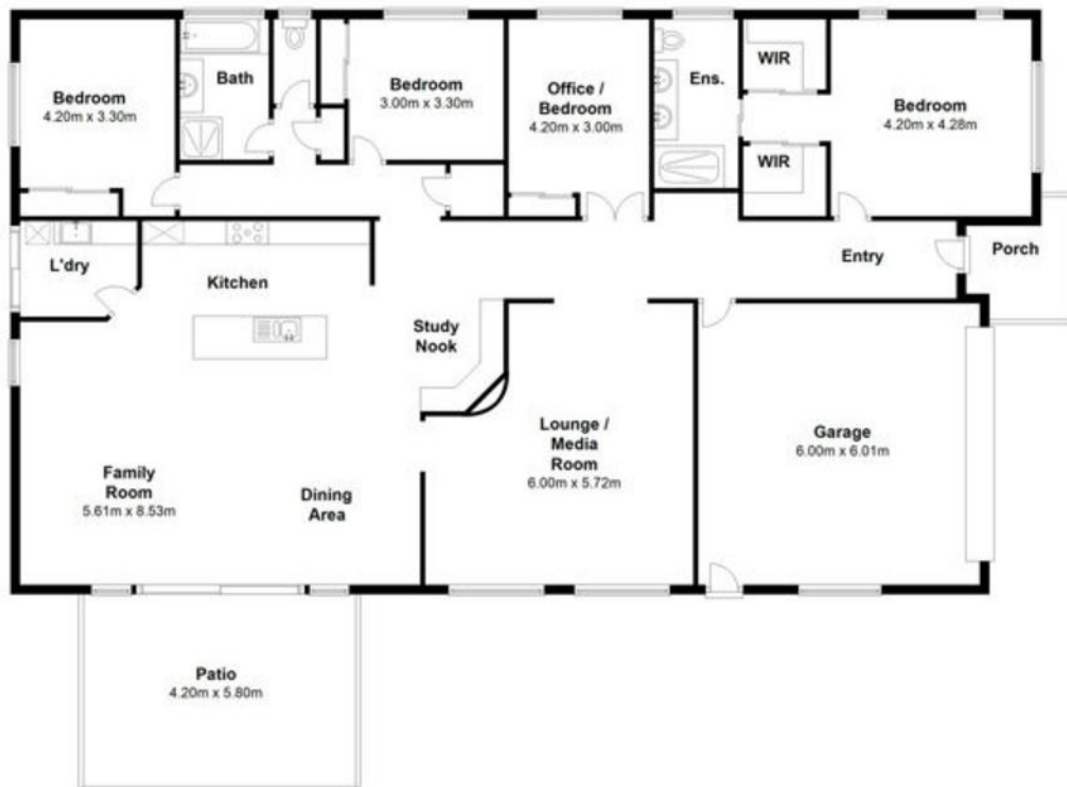 Bedroom
4.20m x 3.30m
Bath
Bedroom
3.00m x 3.30m
Office /
Bedroom
4.20m x 3.00m
Ens.
WIR
WIR
Bedroom
4.20m x 4.28m
L'dry
Kitchen
Study
Nook
Entry
Porch
Family
Room
5.61m x 8.53m
Dining
Area
Lounge /
Media
Room
6.00m x 5.72m
Garage
6.00m x 6.01m
Patio
4.20m x 5.80m